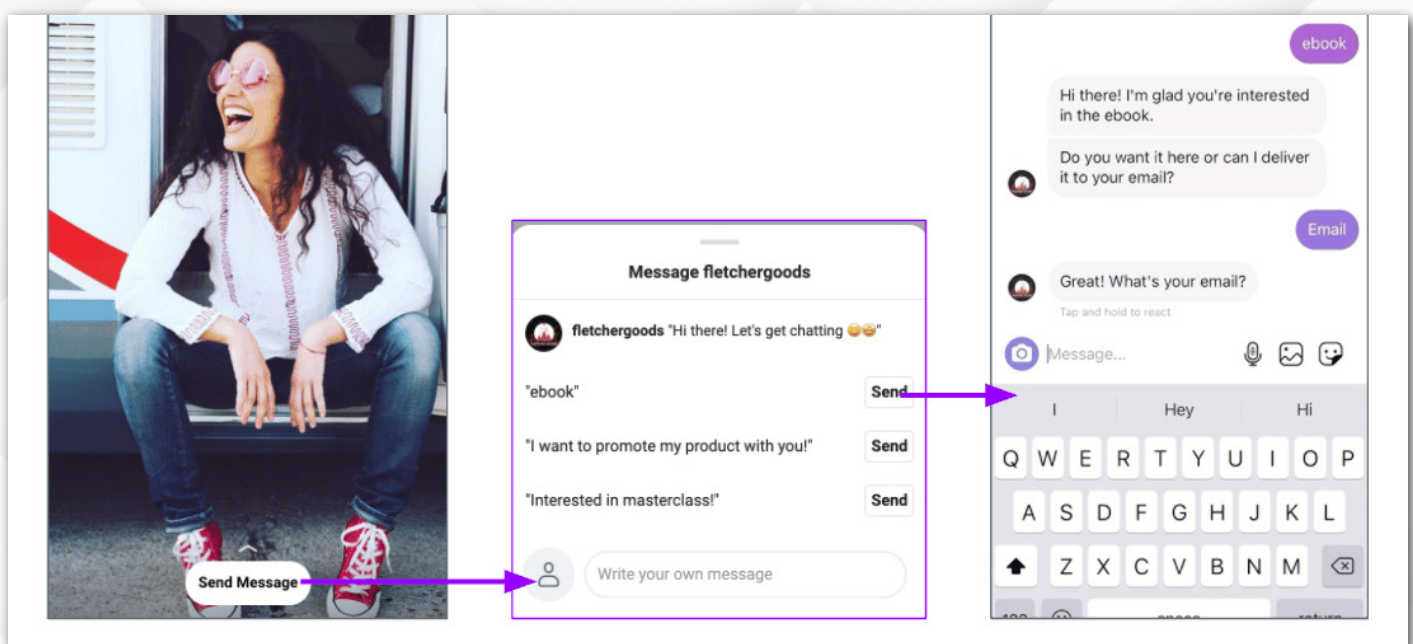 Send Message
Message fletchergoods
fletchergoods "Hi there! Let's get chatting 😄🤩"
"ebook"
Send
"I want to promote my product with you!"
Send
"Interested in masterclass!"
Send
Write your own message
ebook
Hi there! I'm glad you're interested
in the ebook.
Do you want it here or can I deliver
it to your email?
Email
Great! What's your email?
Tap and hold to react
Message...
I Hey Hi
Q W E R T Y U I O P
A S D F G H J K L
Z X C V B N M
123 space return